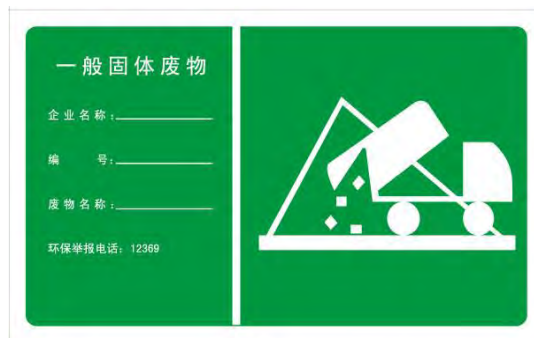 一般固体废物
企业名称：
编 号：
废物名称：
环保举报电话：12369